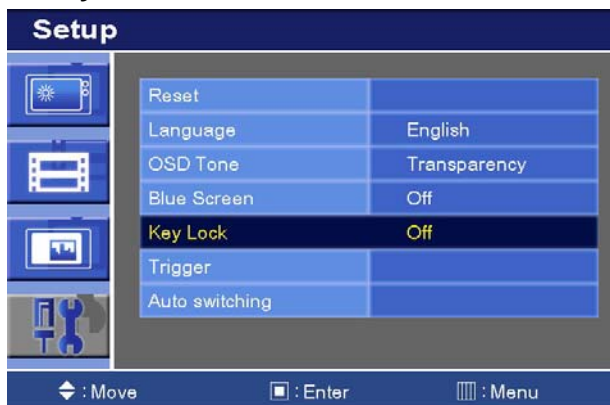 Setup
Reset
Language English
OSD Tone Transparency
Blue Screen Off
Key Lock Off
Trigger
Auto switching
: Move : Enter : Menu